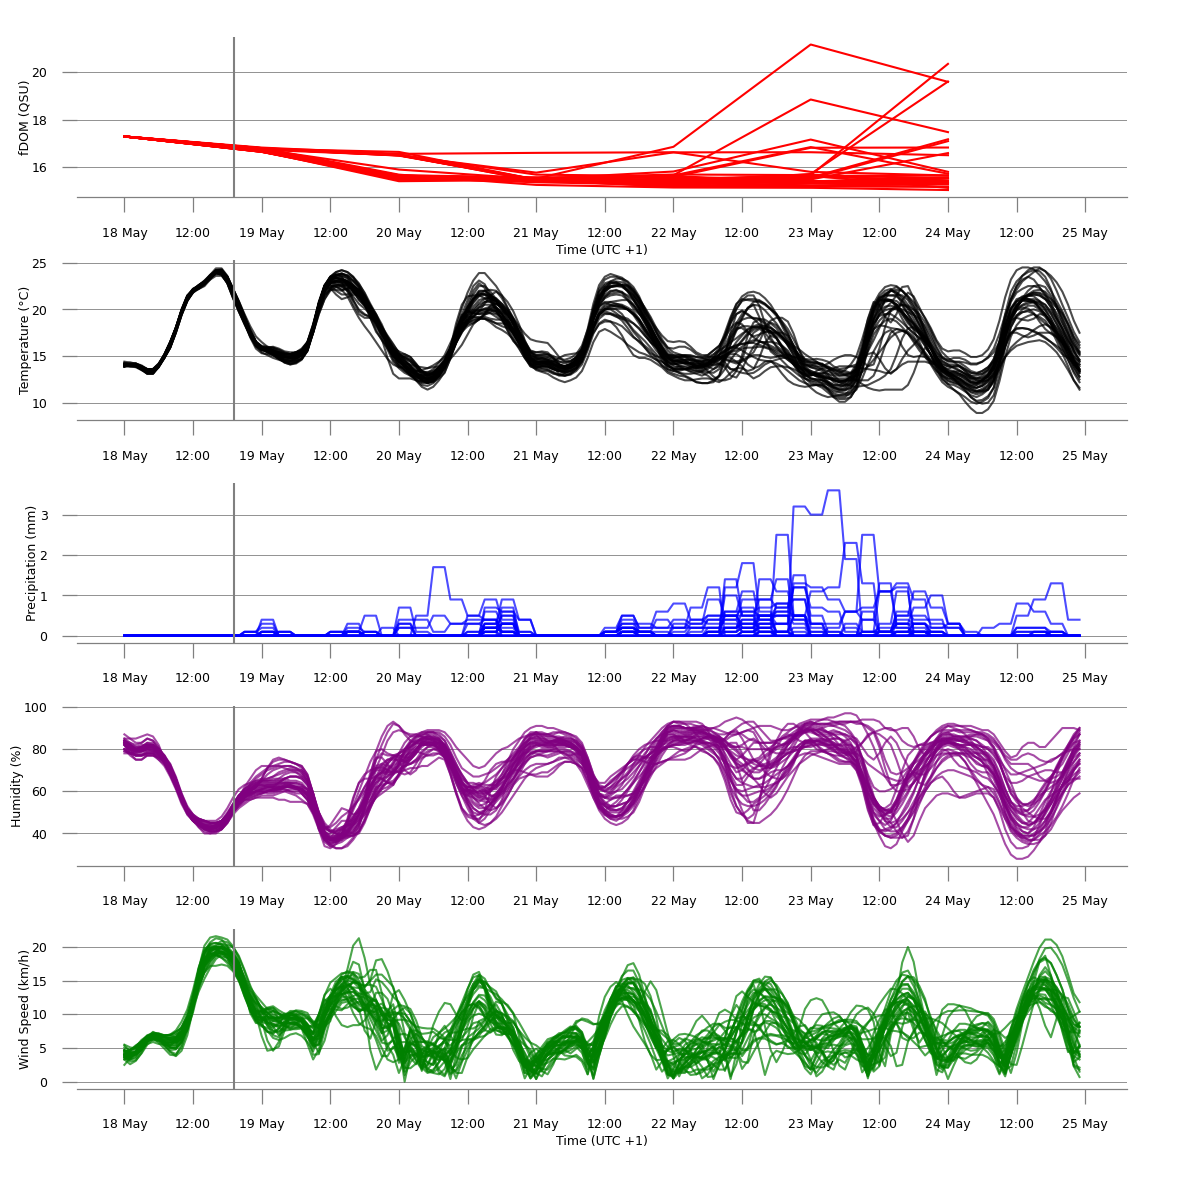 20
18
16
fDOM (QSU)
18 May 12:00 19 May 12:00 20 May 12:00 21 May 12:00 22 May 12:00 23 May 12:00 24 May 12:00 25 May
Time (UTC +1)
25
20
15
10
Temperature (°C)
18 May 12:00 19 May 12:00 20 May 12:00 21 May 12:00 22 May 12:00 23 May 12:00 24 May 12:00 25 May
3
2
1
0
Precipitation (mm)
18 May 12:00 19 May 12:00 20 May 12:00 21 May 12:00 22 May 12:00 23 May 12:00 24 May 12:00 25 May
100
80
60
40
Humidity (%)
18 May 12:00 19 May 12:00 20 May 12:00 21 May 12:00 22 May 12:00 23 May 12:00 24 May 12:00 25 May
20
15
10
5
0
Wind Speed (km/h)
18 May 12:00 19 May 12:00 20 May 12:00 21 May 12:00 22 May 12:00 23 May 12:00 24 May 12:00 25 May
Time (UTC +1)